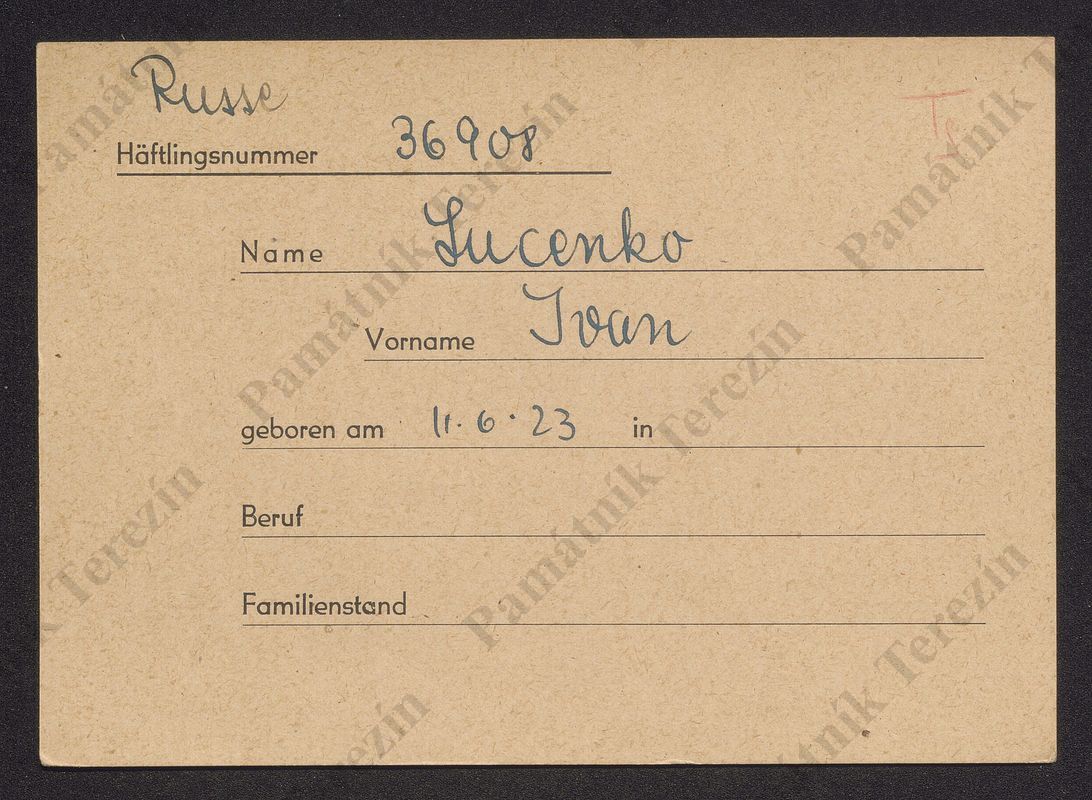 Russe
Häftlingsnummer 36908
Name Lucenko
Vorname Ivan
geboren am 11. 6. 23 in
Beruf
Familienstand
Památník Terezín